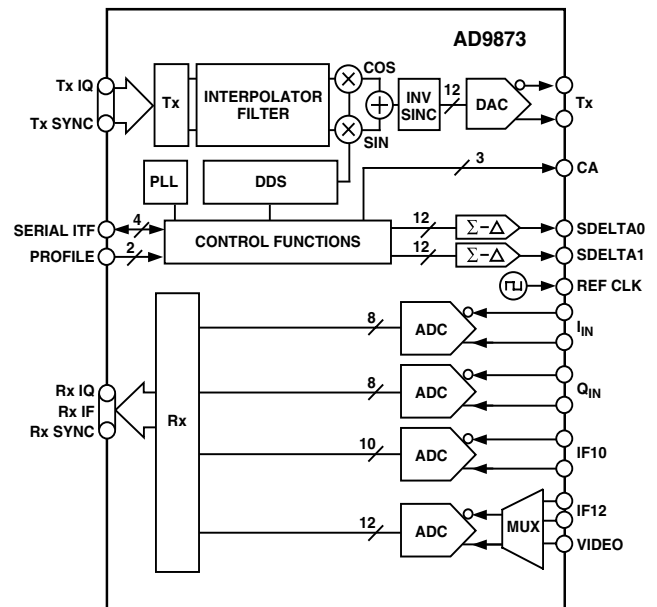 AD9873
COS
Tx IQ
Tx
INTERPOLATOR
FILTER
INV
SINC
12
DAC
Tx
Tx SYNC
SIN
3
CA
PLL
DDS
SERIAL ITF
4
CONTROL FUNCTIONS
12
Σ–Δ
SDELTA0
PROFILE
2
12
Σ–Δ
SDELTA1
REF CLK
8
ADC
IIN
Rx IQ
Rx IF
Rx SYNC
Rx
8
ADC
QIN
10
ADC
IF10
12
ADC
MUX
IF12
VIDEO